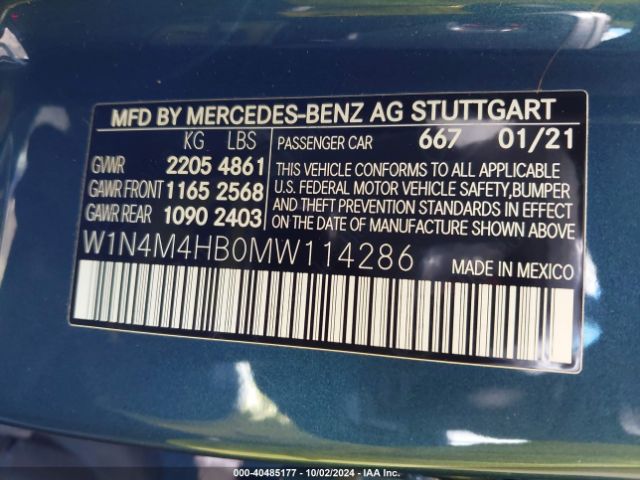 MFD BY MERCEDES-BENZ AG STUTTGART
KG LBS PASSENGER CAR 667 01/21
GVWR 2205 4861 THIS VEHICLE CONFORMS TO ALL APPLICABLE
GAWR FRONT 1165 2568 U.S. FEDERAL MOTOR VEHICLE SAFETY,BUMPER
GAWR REAR 1090 2403 AND THEFT PREVENTION STANDARDS IN EFFECT
ON THE DATE OF MANUFACTURE SHOWN ABOVE
W1N4M4HB0MW114286 MADE IN MEXICO
000-40485177 - 10/02/2024 - IAA Inc.